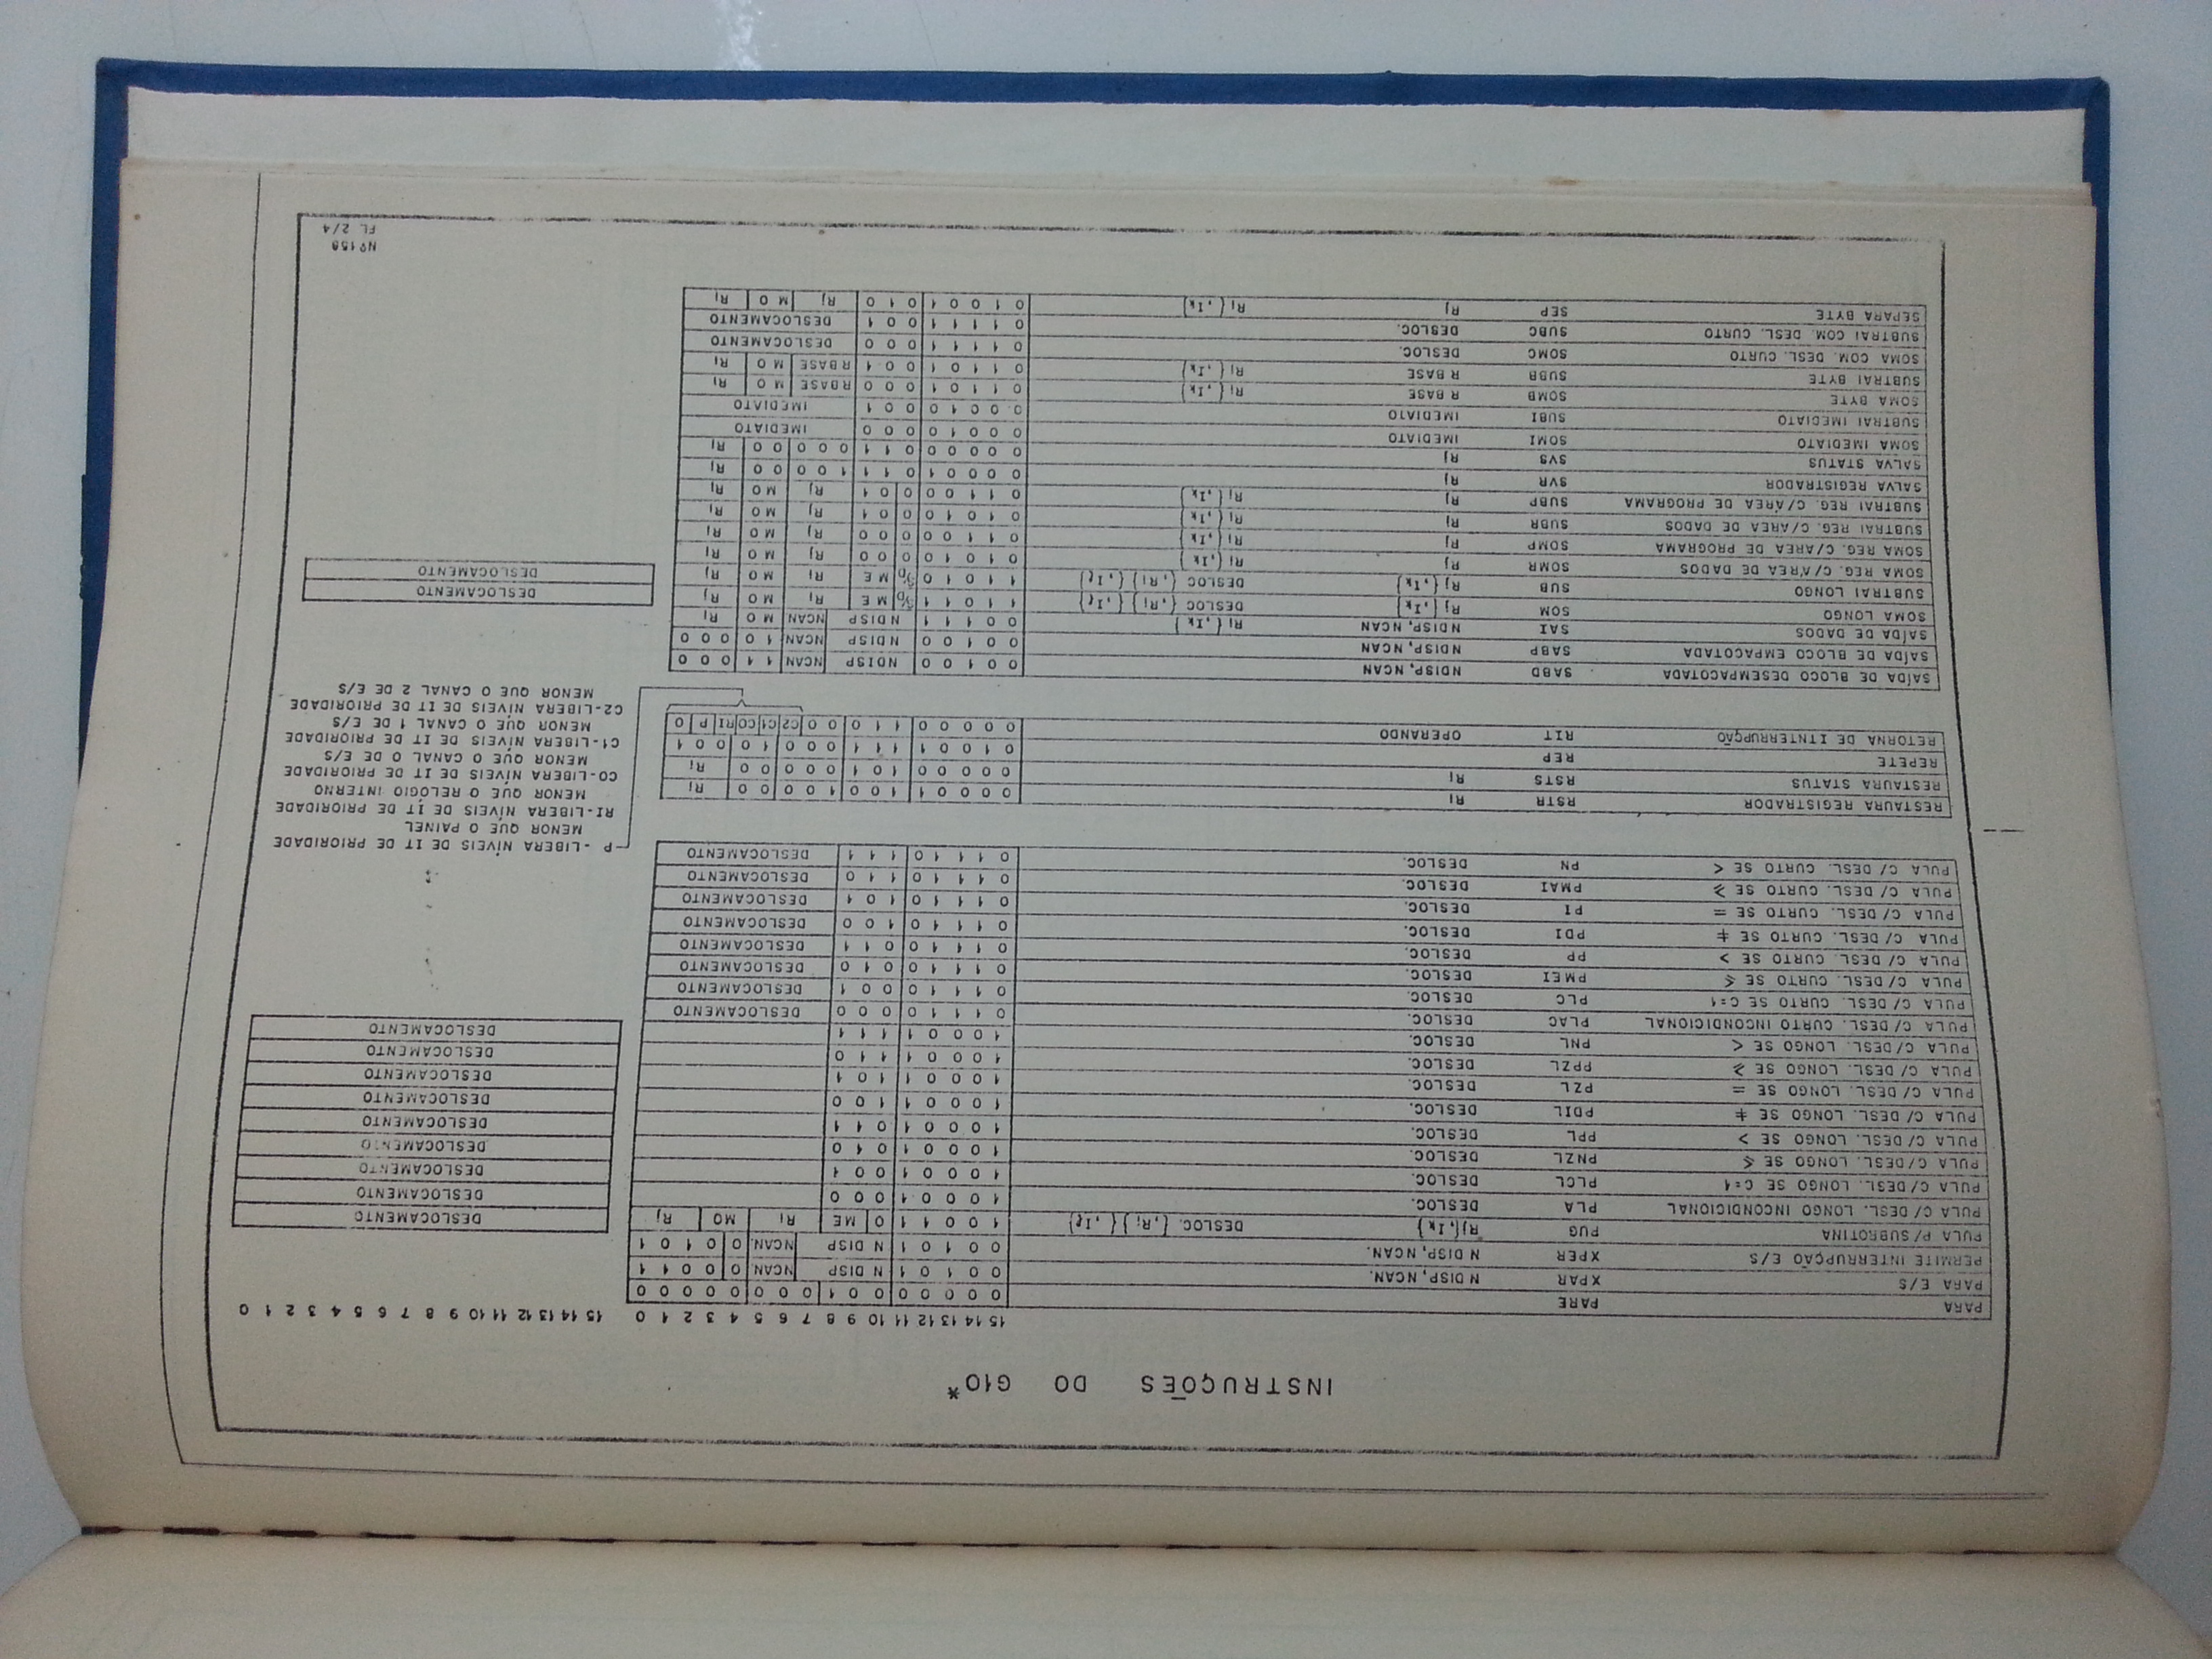 INSTRUÇÕES DO G10*
15 14 13 12 11 10 9 8 7 6 5 4 3 2 1 0 15 14 13 12 11 10 9 8 7 6 5 4 3 2 1 0
PARA PARE 0 0 0 0 0 0 0 1 0 0 0 0 0 0 0 0
PARA E/S XPAR N DISP, NCAN. 0 0 1 0 1 N DISP NCAN. 0 0 0 1 1
PERMITE INTERRUPÇÃO E/S XPER N DISP, NCAN. 0 0 1 0 1 N DISP NCAN. 0 0 1 0 1
PULA P/ SUBROTINA PUG Rj{,Ik} DESLOC. {,Ri}{,Iℓ} 1 0 0 1 1 0 ME Ri MO Rj DESLOCAMENTO
PULA C/ DESL. LONGO INCONDICIONAL PLA DESLOC. 1 0 0 0 1 0 0 0 DESLOCAMENTO
PULA C/DESL. LONGO SE C=1 PLCL DESLOC. 1 0 0 0 1 0 0 1 DESLOCAMENTO
PULA C/DESL. LONGO SE ≤ PNZL DESLOC. 1 0 0 0 1 0 1 0 DESLOCAMENTO
PULA C/DESL. LONGO SE > PPL DESLOC. 1 0 0 0 1 0 1 1 DESLOCAMENTO
PULA C/ DESL. LONGO SE ≠ PDIL DESLOC. 1 0 0 0 1 1 0 0 DESLOCAMENTO
PULA C/DESL. LONGO SE = PZL DESLOC. 1 0 0 0 1 1 0 1 DESLOCAMENTO
PULA C/DESL. LONGO SE ≥ PPZL DESLOC. 1 0 0 0 1 1 1 0 DESLOCAMENTO
PULA C/DESL. LONGO SE < PNL DESLOC. 1 0 0 0 1 1 1 1 DESLOCAMENTO
PULA C/DESL. CURTO INCONDICIONAL PLAC DESLOC. 0 1 1 1 0 0 0 0 DESLOCAMENTO
PULA C/ DESL. CURTO SE C=1 PLC DESLOC. 0 1 1 1 0 0 0 1 DESLOCAMENTO
PULA C/ DESL. CURTO SE ≤ PMEI DESLOC. 0 1 1 1 0 0 1 0 DESLOCAMENTO
PULA C/ DESL. CURTO SE > PP DESLOC. 0 1 1 1 0 0 1 1 DESLOCAMENTO
PULA C/ DESL. CURTO SE ≠ PDI DESLOC. 0 1 1 1 0 1 0 0 DESLOCAMENTO
PULA C/ DESL. CURTO SE = PI DESLOC. 0 1 1 1 0 1 0 1 DESLOCAMENTO
PULA C/ DESL. CURTO SE ≥ PMAI DESLOC. 0 1 1 1 0 1 1 0 DESLOCAMENTO
PULA C/ DESL. CURTO SE < PN DESLOC. 0 1 1 1 0 1 1 1 DESLOCAMENTO
P - LIBERA NÍVEIS DE IT DE PRIORIDADE
MENOR QUE O PAINEL
RI-LIBERA NÍVEIS DE IT DE PRIORIDADE
MENOR QUE O RELÓGIO INTERNO
C0-LIBERA NÍVEIS DE IT DE PRIORIDADE
MENOR QUE O CANAL 0 DE E/S
C1-LIBERA NÍVEIS DE IT DE PRIORIDADE
MENOR QUE O CANAL 1 DE E/S
C2-LIBERA NÍVEIS DE IT DE PRIORIDADE
MENOR QUE O CANAL 2 DE E/S
RESTAURA REGISTRADOR RSTR Rj 0 0 0 0 1 1 0 0 1 0 0 0 0 Rj
RESTAURA STATUS RSTS Rj 0 0 0 0 0 1 0 1 0 0 0 0 0 Rj
REPETE REP 0 1 0 0 1 1 1 1 0 0 0 1 0 0 0 1
RETORNA DE ITNTERRUPÇÃO RIT OPERANDO 0 0 0 0 0 1 1 0 0 0 C2 C1 C0 RI P 0
SAÍDA DE BLOCO DESEMPACOTADA SABD NDISP, NCAN 0 0 1 0 0 NDISP NCAN 1 1 0 0 0
SAÍDA DE BLOCO EMPACOTADA SABP NDISP, NCAN 0 0 1 0 0 NDISP NCAN 1 0 0 0 0
SAÍDA DE DADOS SAI NDISP, NCAN Ri{,Ik} 0 0 1 1 1 NDISP NCAN. MO Ri
SOMA LONGO SOM Rj{,Ik} DESLOC {,Ri}{,Iℓ} 1 1 0 1 1 S/D ME Ri MO Rj DESLOCAMENTO
SUBTRAI LONGO SUB Rj{,Ik} DESLOC {,Ri}{,Iℓ} 1 1 0 1 0 S/D ME Ri MO Rj DESLOCAMENTO
SOMA REG. C/ÁREA DE DADOS SOMR Rj Ri{,Ik} 0 1 0 1 0 0 0 0 Rj MO Ri
SOMA REG. C/ÁREA DE PROGRAMA SOMP Rj Ri{,Ik} 0 1 1 0 0 0 0 0 Rj MO Ri
SUBTRAI REG. C/ÁREA DE DADOS SUBR Rj Ri{,Ik} 0 1 0 1 0 0 0 1 Rj MO Ri
SUBTRAI REG. C/ÁREA DE PROGRAMA SUBP Rj Ri{,Ik} 0 1 1 0 0 0 0 1 Rj MO Ri
SALVA REGISTRADOR SVR Rj 0 0 0 0 1 0 1 1 1 0 0 0 0 Rj
SALVA STATUS SVS Rj 0 0 0 0 0 0 1 1 0 0 0 0 0 Rj
SOMA IMEDIATO SOMI IMEDIATO 0 0 0 1 0 0 0 0 IMEDIATO
SUBTRAI IMEDIATO SUBI IMEDIATO 0 0 0 1 0 0 0 1 IMEDIATO
SOMA BYTE SOMB R BASE Ri{,Ik} 0 1 1 0 1 0 0 0 RBASE MO Ri
SUBTRAI BYTE SUBB R BASE Ri{,Ik} 0 1 1 0 1 0 0 1 RBASE MO Ri
SOMA COM. DESL. CURTO SOMC DESLOC. 0 1 1 1 1 0 0 0 DESLOCAMENTO
SUBTRAI COM. DESL. CURTO SUBC DESLOC. 0 1 1 1 1 0 0 1 DESLOCAMENTO
SEPARA BYTE SEP Rj Ri{,Ik} 0 1 0 0 1 0 1 0 Rj MO Ri
Nº 158
FL 2/4